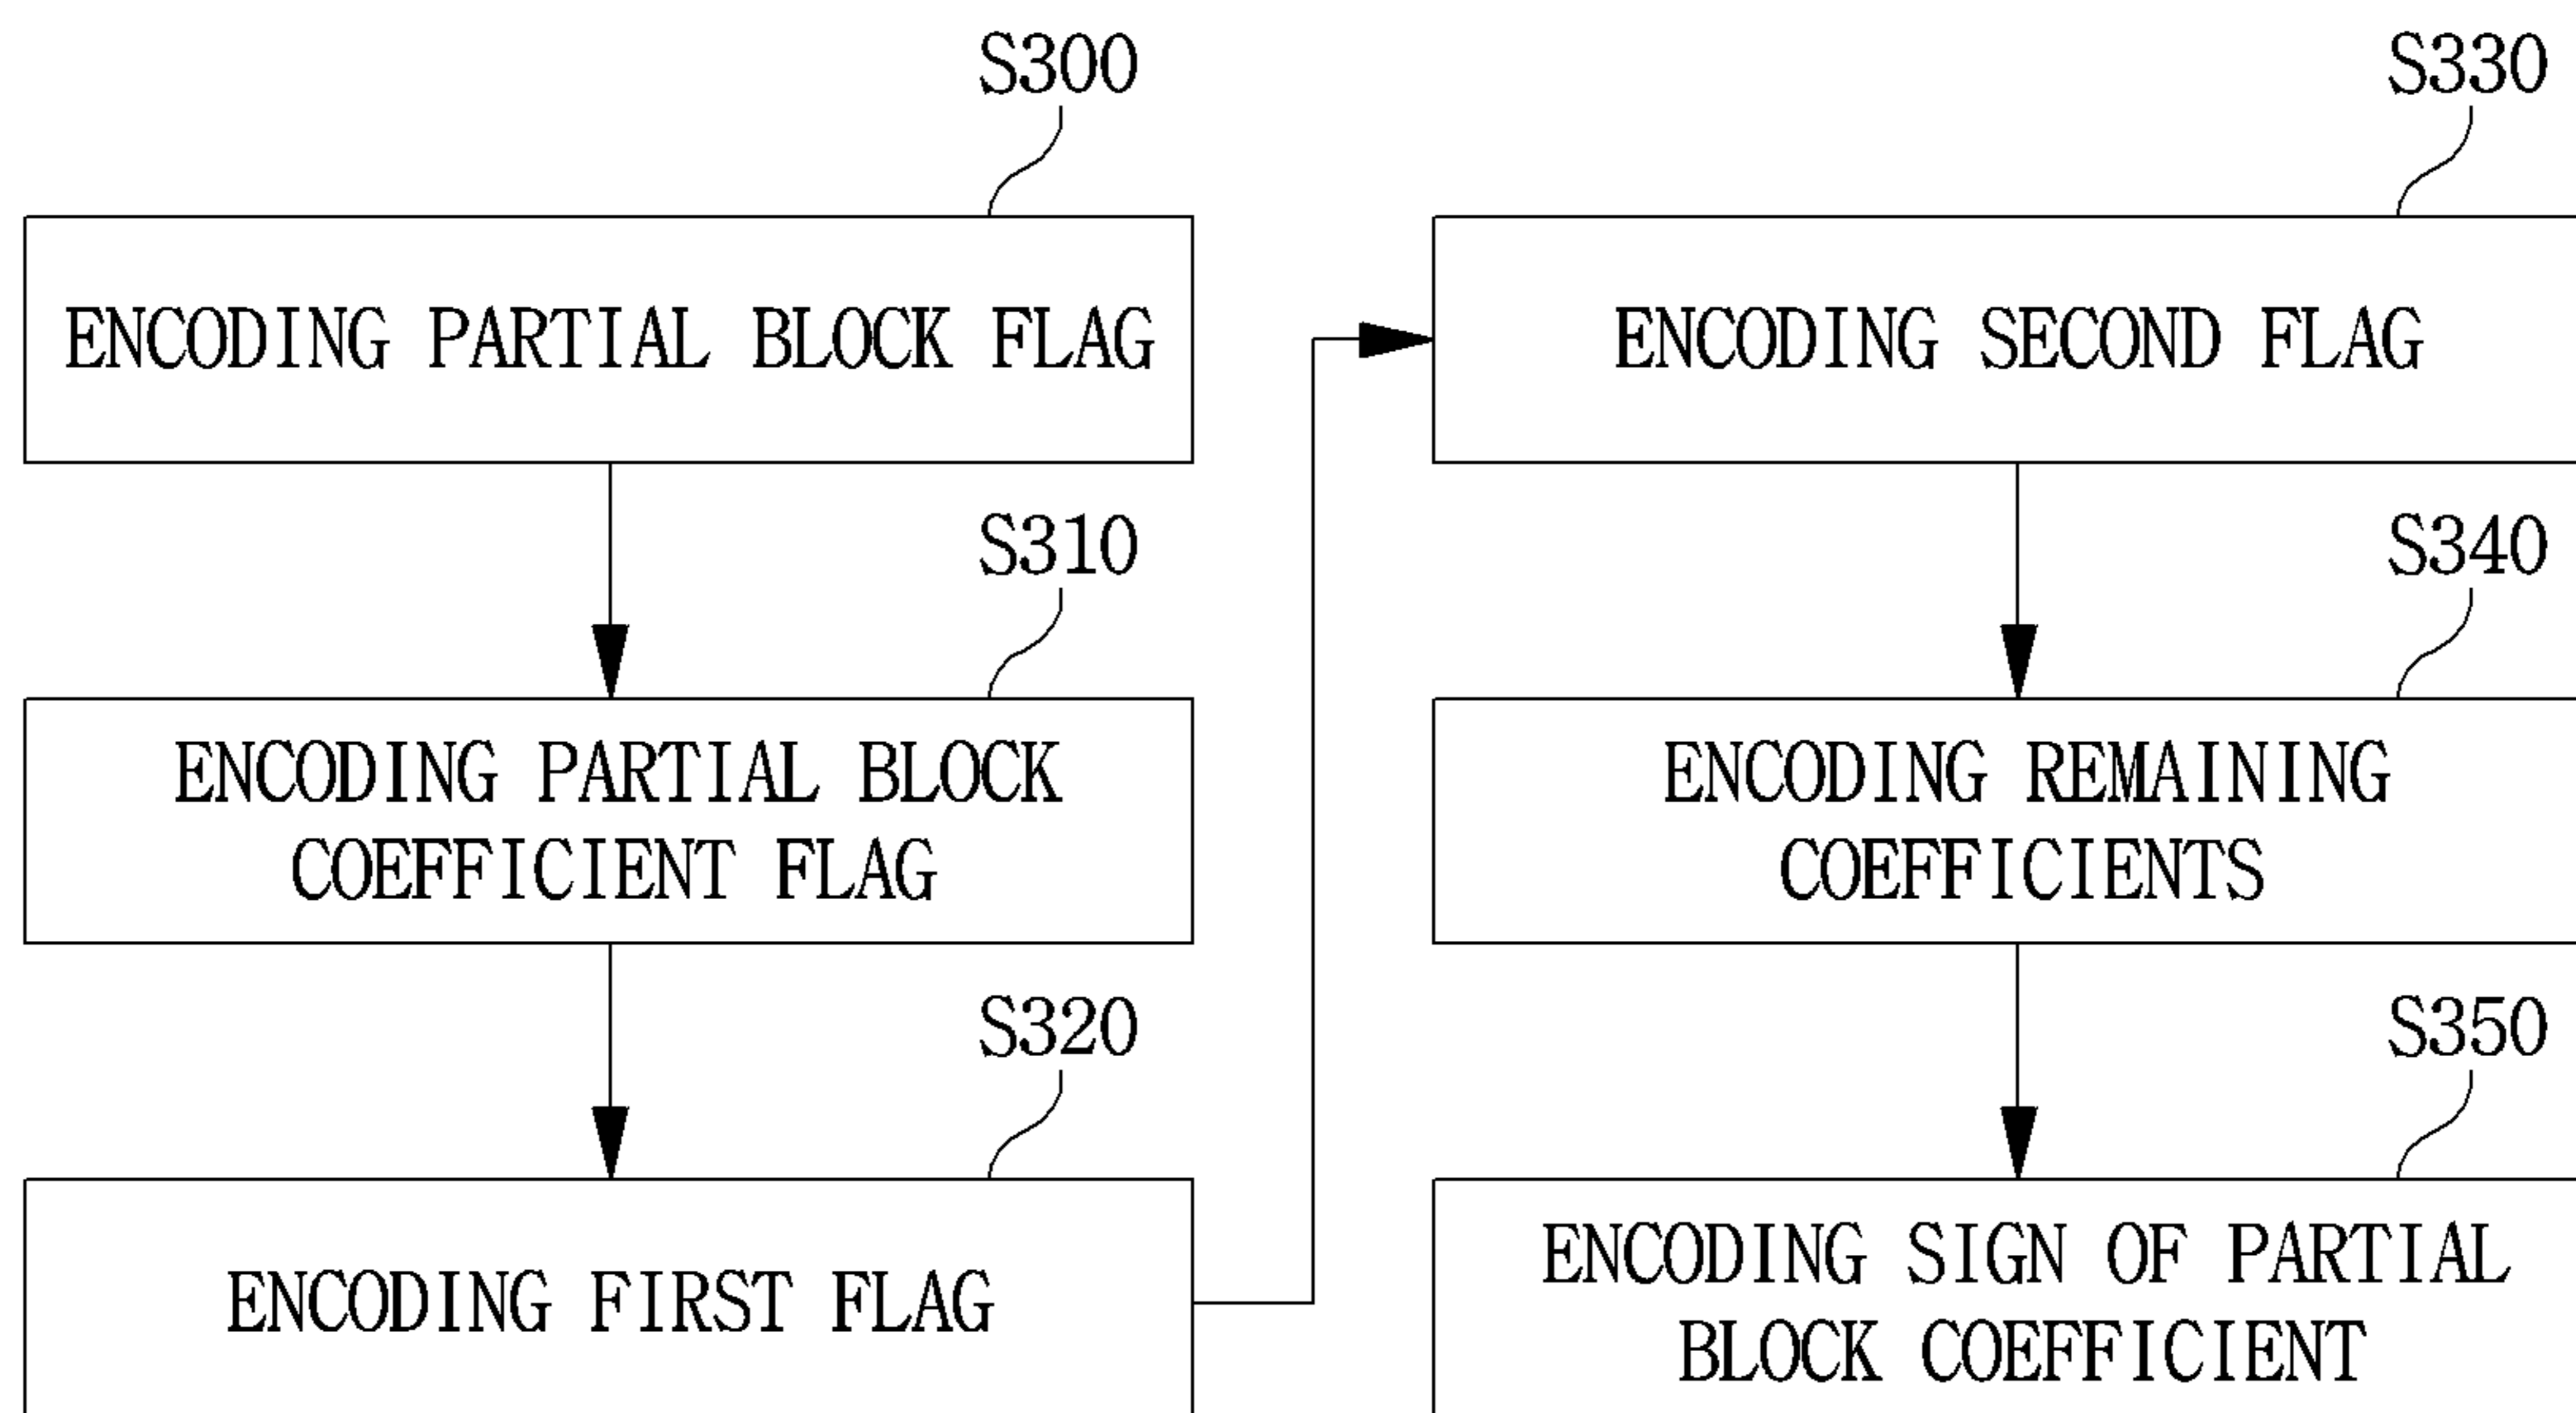 S300
ENCODING PARTIAL BLOCK FLAG
S310
ENCODING PARTIAL BLOCK
COEFFICIENT FLAG
S320
ENCODING FIRST FLAG
S330
ENCODING SECOND FLAG
S340
ENCODING REMAINING
COEFFICIENTS
S350
ENCODING SIGN OF PARTIAL
BLOCK COEFFICIENT